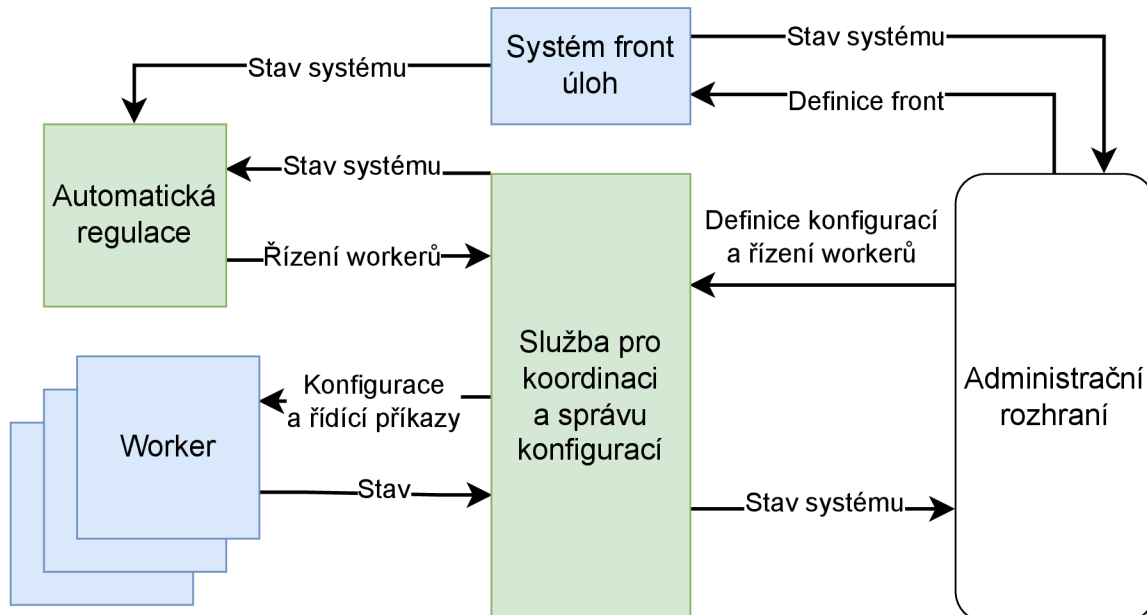 Systém front
úloh
Stav systému
Stav systému
Definice front
Automatická
regulace
Stav systému
Řízení workerů
Definice konfigurací
a řízení workerů
Služba pro
koordinaci
a správu
konfigurací
Administrační
rozhraní
Konfigurace
a řídící příkazy
Worker
Stav
Stav systému